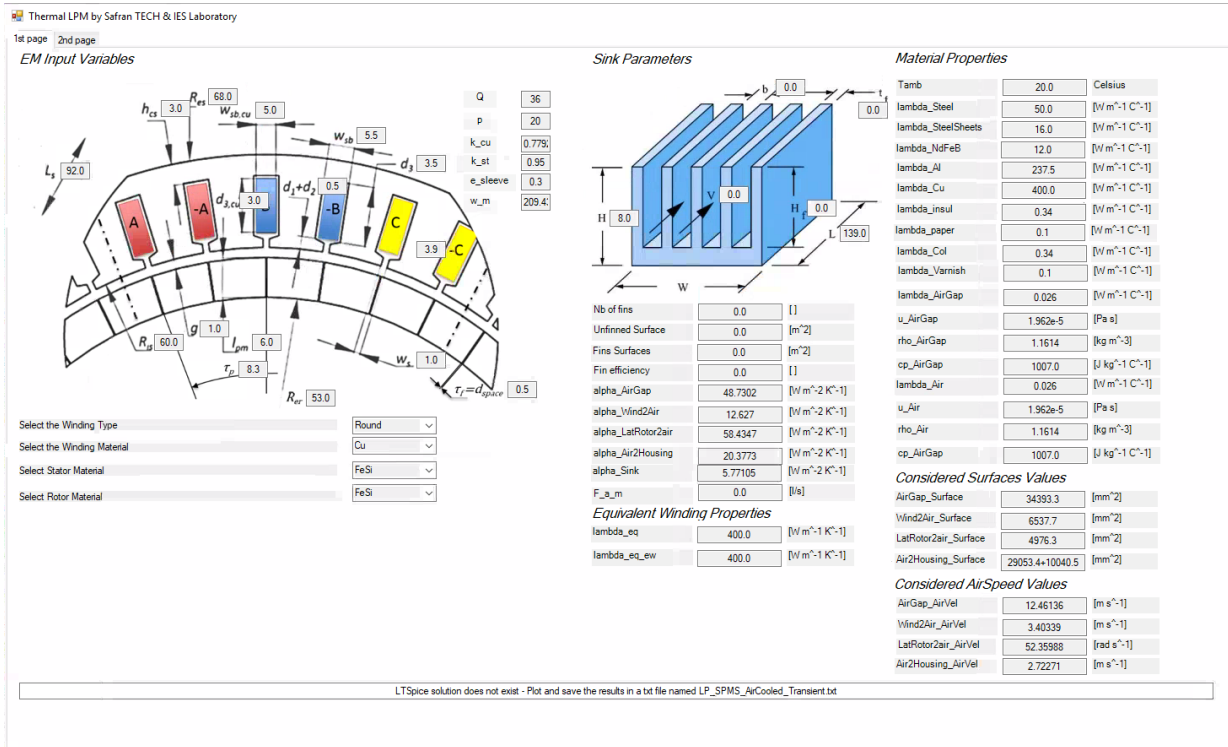 Thermal LPM by Safran TECH & IES Laboratory
1st page 2nd page
EM Input Variables
h_cs 3.0
R_es 68.0
w_sb,cu 5.0
w_sb 5.5
d_3 3.5
L_s 92.0
d_1+d_2 0.5
d_3,cu 3.0
A
-A
-B
C
-C
3.9
g 1.0
R_is 60.0
l_pm 6.0
w_s 1.0
τ_p 8.3
R_er 53.0
τ_f=d_space 0.5
Q 36
p 20
k_cu 0.779
k_st 0.95
e_sleeve 0.3
w_m 209.4
Select the Winding Type Round
Select the Winding Material Cu
Select Stator Material FeSi
Select Rotor Material FeSi
Sink Parameters
b 0.0
t_f 0.0
V 0.0
H 8.0
H_f 0.0
L 139.0
W
Nb of fins 0.0 [ ]
Unfinned Surface 0.0 [m^2]
Fins Surfaces 0.0 [m^2]
Fin efficiency 0.0 [ ]
alpha_AirGap 48.7302 [W m^-2 K^-1]
alpha_Wind2Air 12.627 [W m^-2 K^-1]
alpha_LatRotor2air 58.4347 [W m^-2 K^-1]
alpha_Air2Housing 20.3773 [W m^-2 K^-1]
alpha_Sink 5.77105 [W m^-2 K^-1]
F_a_m 0.0 [l/s]
Equivalent Winding Properties
lambda_eq 400.0 [W m^-1 K^-1]
lambda_eq_ew 400.0 [W m^-1 K^-1]
Material Properties
Tamb 20.0 Celsius
lambda_Steel 50.0 [W m^-1 C^-1]
lambda_SteelSheets 16.0 [W m^-1 C^-1]
lambda_NdFeB 12.0 [W m^-1 C^-1]
lambda_Al 237.5 [W m^-1 C^-1]
lambda_Cu 400.0 [W m^-1 C^-1]
lambda_insul 0.34 [W m^-1 C^-1]
lambda_paper 0.1 [W m^-1 C^-1]
lambda_Col 0.34 [W m^-1 C^-1]
lambda_Varnish 0.1 [W m^-1 C^-1]
lambda_AirGap 0.026 [W m^-1 C^-1]
u_AirGap 1.962e-5 [Pa s]
rho_AirGap 1.1614 [kg m^-3]
cp_AirGap 1007.0 [J kg^-1 C^-1]
lambda_Air 0.026 [W m^-1 C^-1]
u_Air 1.962e-5 [Pa s]
rho_Air 1.1614 [kg m^-3]
cp_AirGap 1007.0 [J kg^-1 C^-1]
Considered Surfaces Values
AirGap_Surface 34393.3 [mm^2]
Wind2Air_Surface 6537.7 [mm^2]
LatRotor2air_Surface 4976.3 [mm^2]
Air2Housing_Surface 29053.4+10040.5 [mm^2]
Considered AirSpeed Values
AirGap_AirVel 12.46136 [m s^-1]
Wind2Air_AirVel 3.40339 [m s^-1]
LatRotor2air_AirVel 52.35988 [rad s^-1]
Air2Housing_AirVel 2.72271 [m s^-1]
LTSpice solution does not exist - Plot and save the results in a txt file named LP_SPMS_AirCooled_Transient.txt